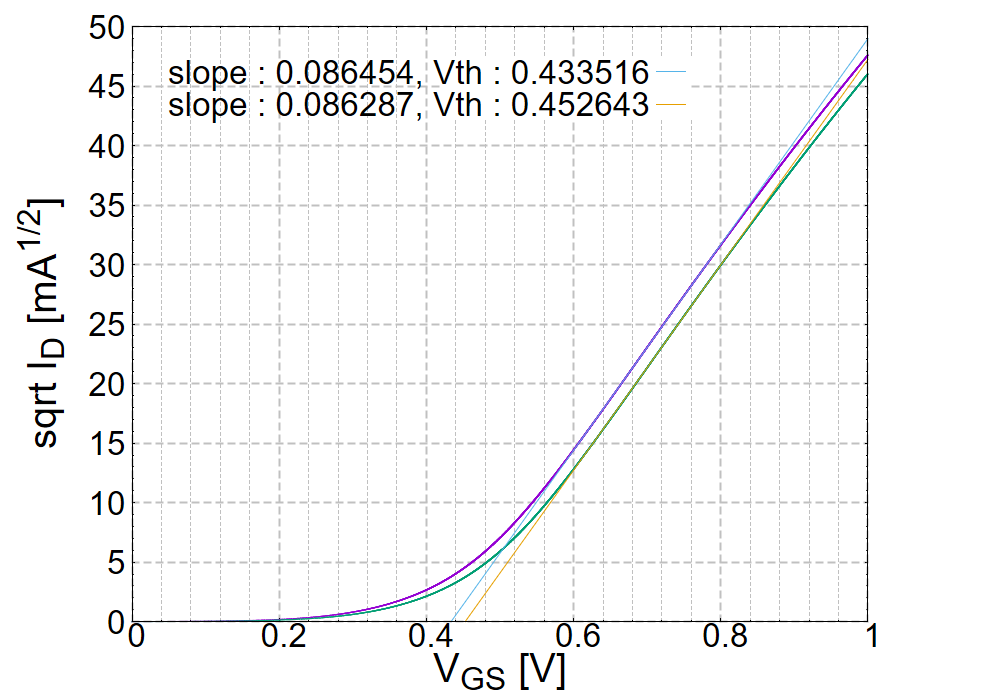 50
slope : 0.086454, Vth : 0.433516
45
slope : 0.086287, Vth : 0.452643
40
35
30
25
20
15
10
5
0
sqrt I_D [mA^1/2]
0 0.2 0.4 0.6 0.8 1
V_GS [V]